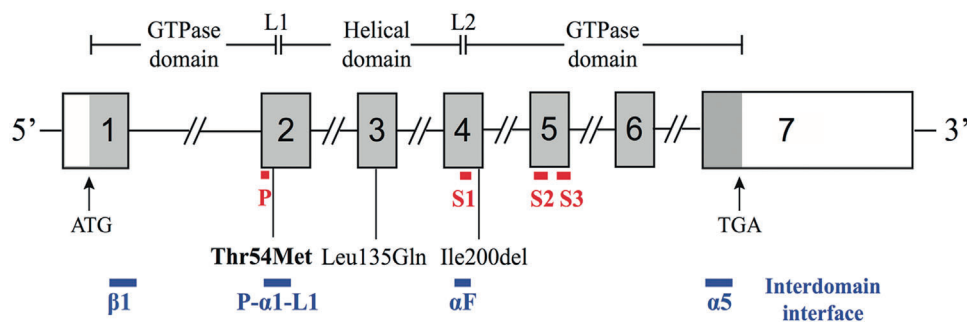 GTPase domain
L1
Helical domain
L2
GTPase domain
5’
1
2
3
4
5
6
7
3’
P
S1
S2
S3
ATG
TGA
Thr54Met
Leu135Gln
Ile200del
β1
P-α1-L1
αF
α5
Interdomain interface